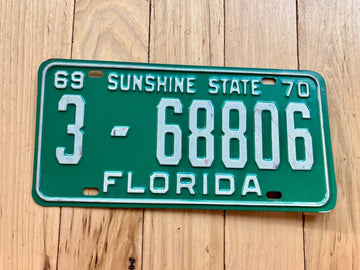 69 SUNSHINE STATE 70
3-68806
FLORIDA